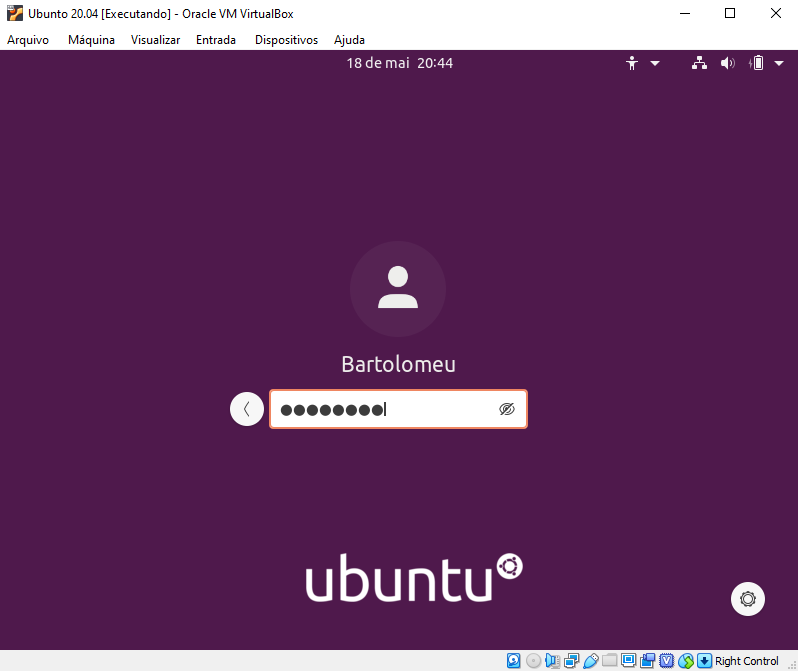 Ubunto 20.04 [Executando] - Oracle VM VirtualBox
Arquivo Máquina Visualizar Entrada Dispositivos Ajuda
18 de mai 20:44
Bartolomeu
ubuntu
Right Control